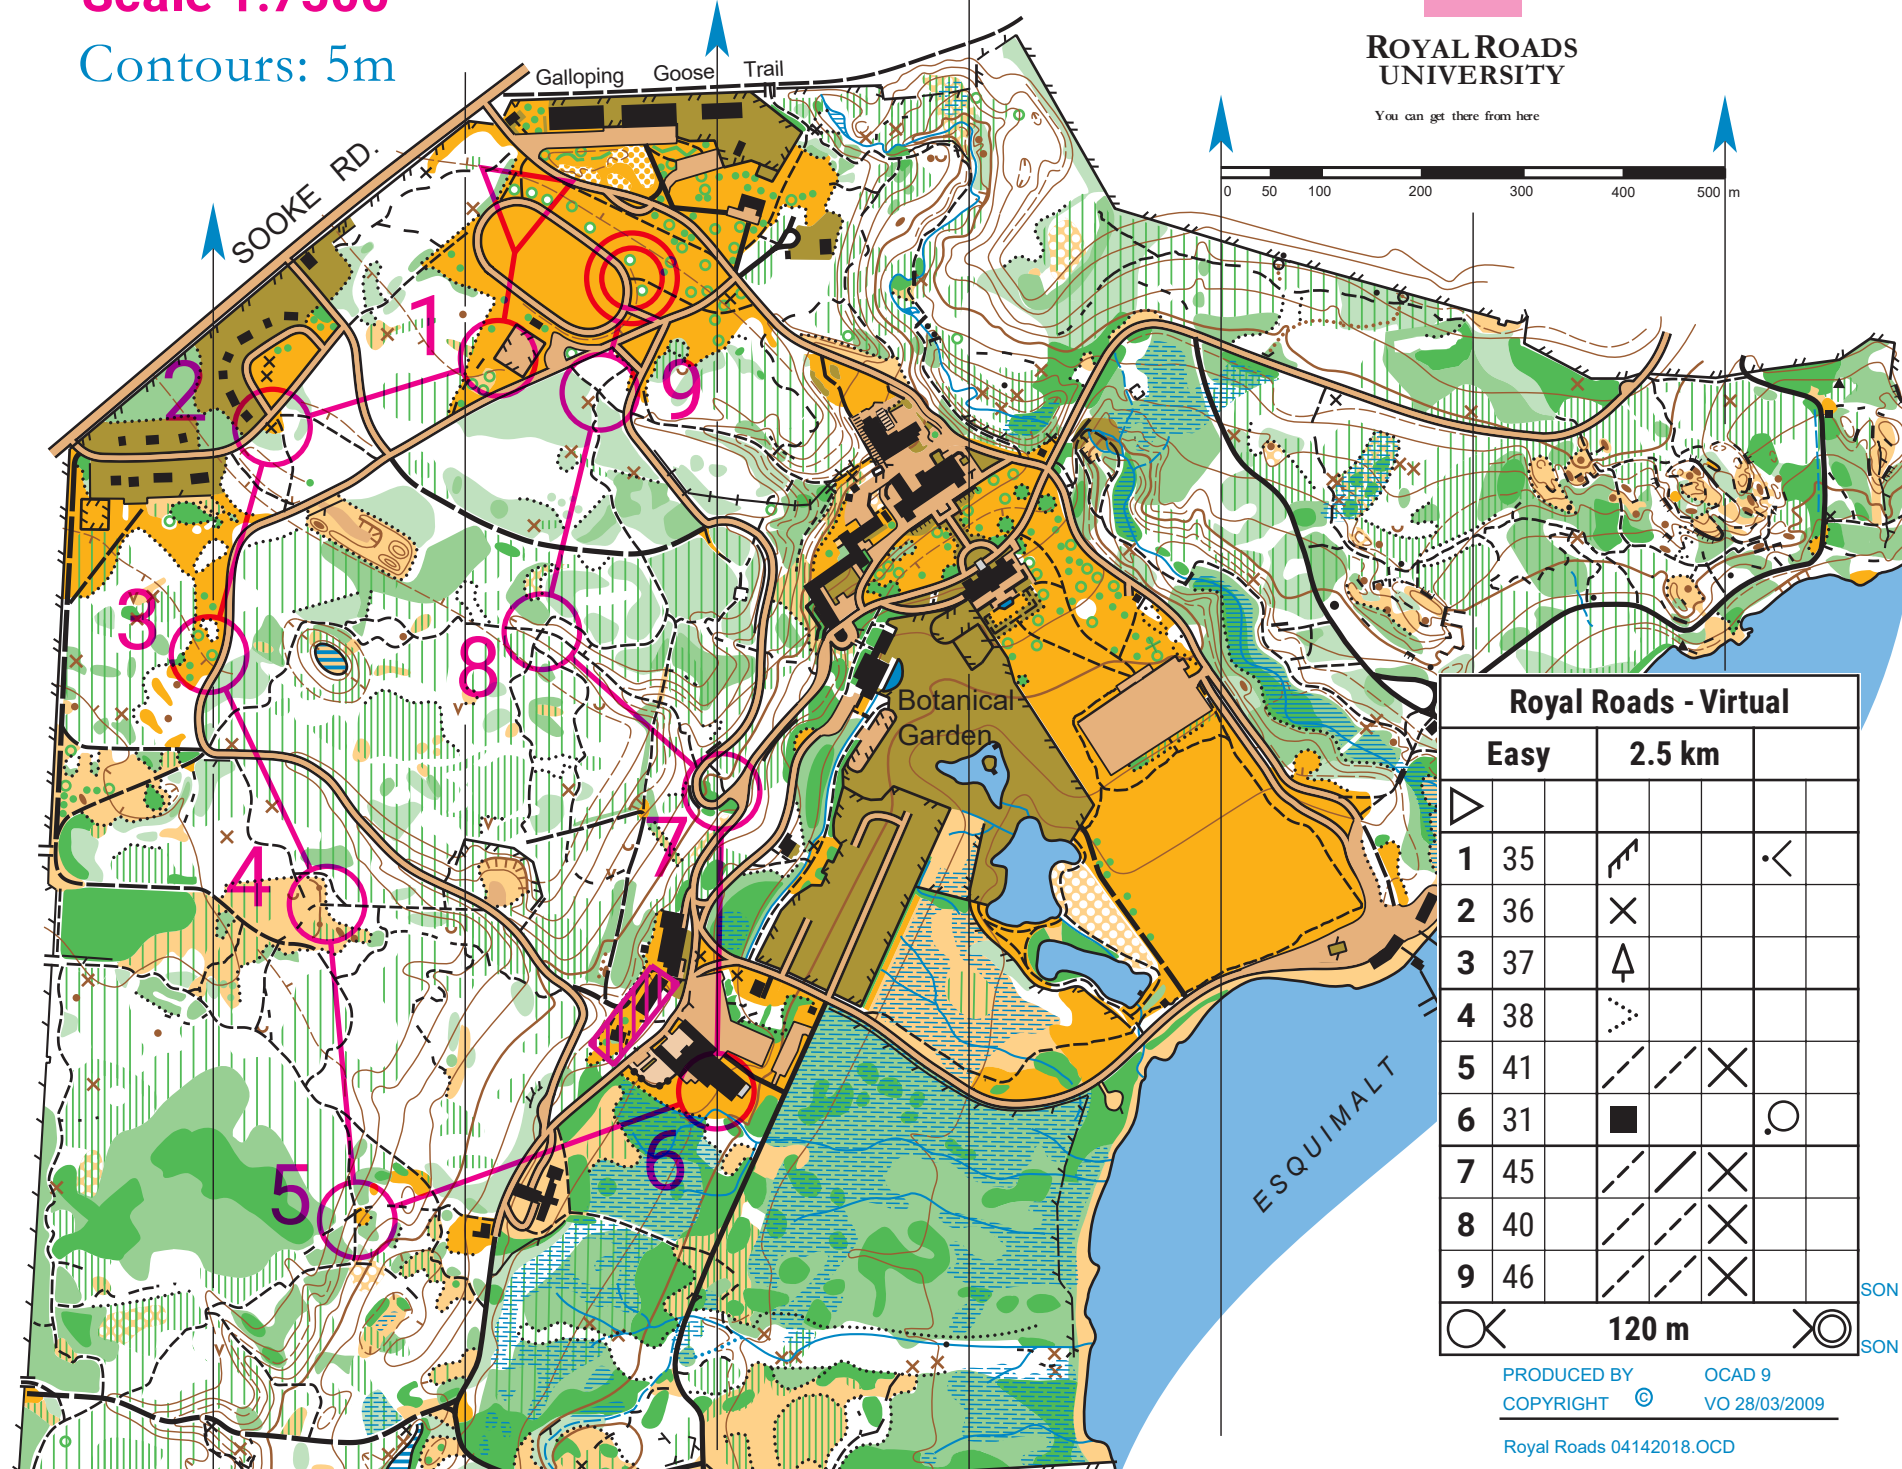 Scale 1:7500
Contours: 5m
Galloping Goose Trail
SOOKE RD.
ROYAL ROADS
UNIVERSITY
You can get there from here
0 50 100 200 300 400 500 m
1
2
3
4
5
6
7
8
9
Botanical
Garden
ESQUIMALT
Royal Roads - Virtual
Easy 2.5 km
1 35
2 36
3 37
4 38
5 41
6 31
7 45
8 40
9 46
120 m
SON
SON
PRODUCED BY OCAD 9
COPYRIGHT © VO 28/03/2009
Royal Roads 04142018.OCD